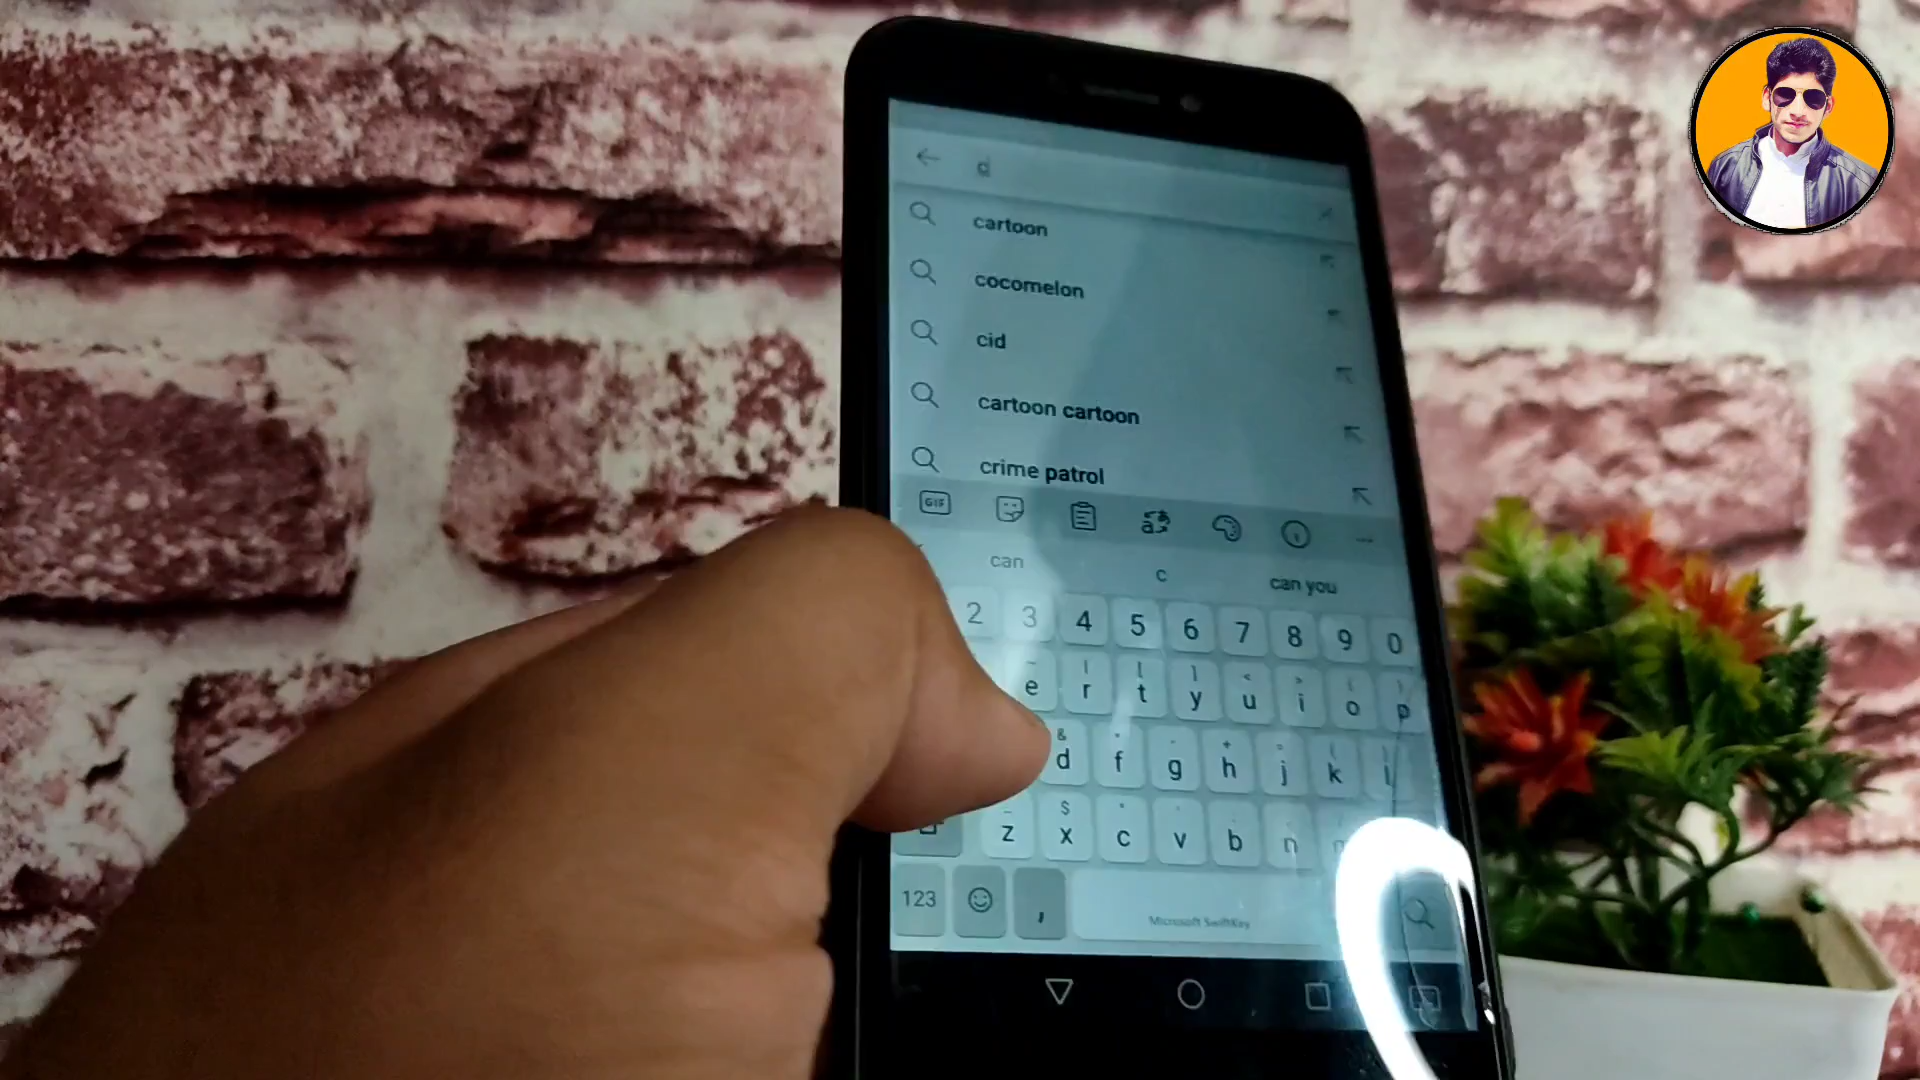 c
cartoon
cocomelon
cid
cartoon cartoon
crime patrol
GIF
can c can you
2 3 4 5 6 7 8 9 0
e r t y u i o p
& d f g h j k l
$
z x c v b n
123 , Microsoft SwiftKey